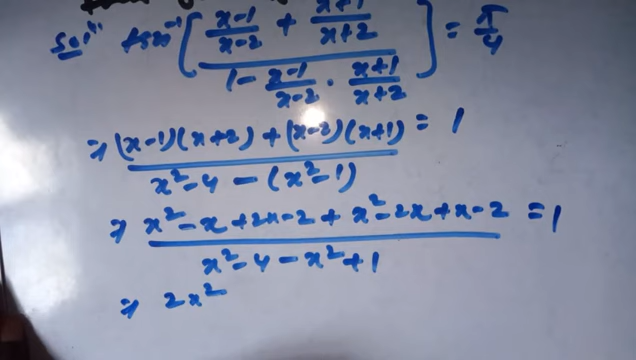 Solⁿ tan⁻¹ ( ((x-1)/(x-2) + (x+1)/(x+2)) / (1 - (x-1)/(x-2) · (x+1)/(x+2)) ) = π/4
⇒ ((x-1)(x+2) + (x-2)(x+1)) / (x²-4 - (x²-1)) = 1
⇒ (x² - x + 2x - 2 + x² - 2x + x - 2) / (x² - 4 - x² + 1) = 1
⇒ 2x²